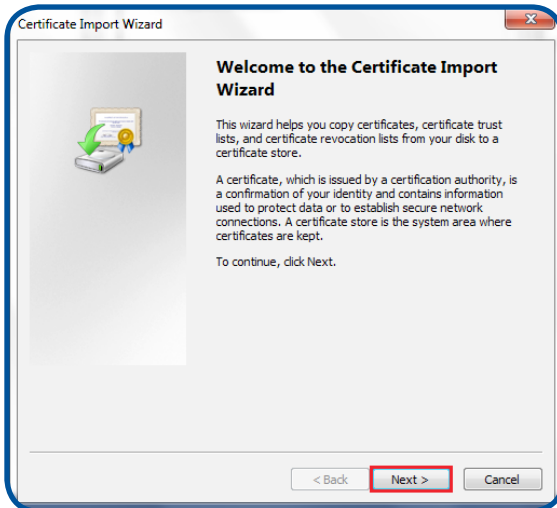 Certificate Import Wizard
Welcome to the Certificate Import
Wizard
This wizard helps you copy certificates, certificate trust
lists, and certificate revocation lists from your disk to a
certificate store.
A certificate, which is issued by a certification authority, is
a confirmation of your identity and contains information
used to protect data or to establish secure network
connections. A certificate store is the system area where
certificates are kept.
To continue, click Next.
< Back Next > Cancel